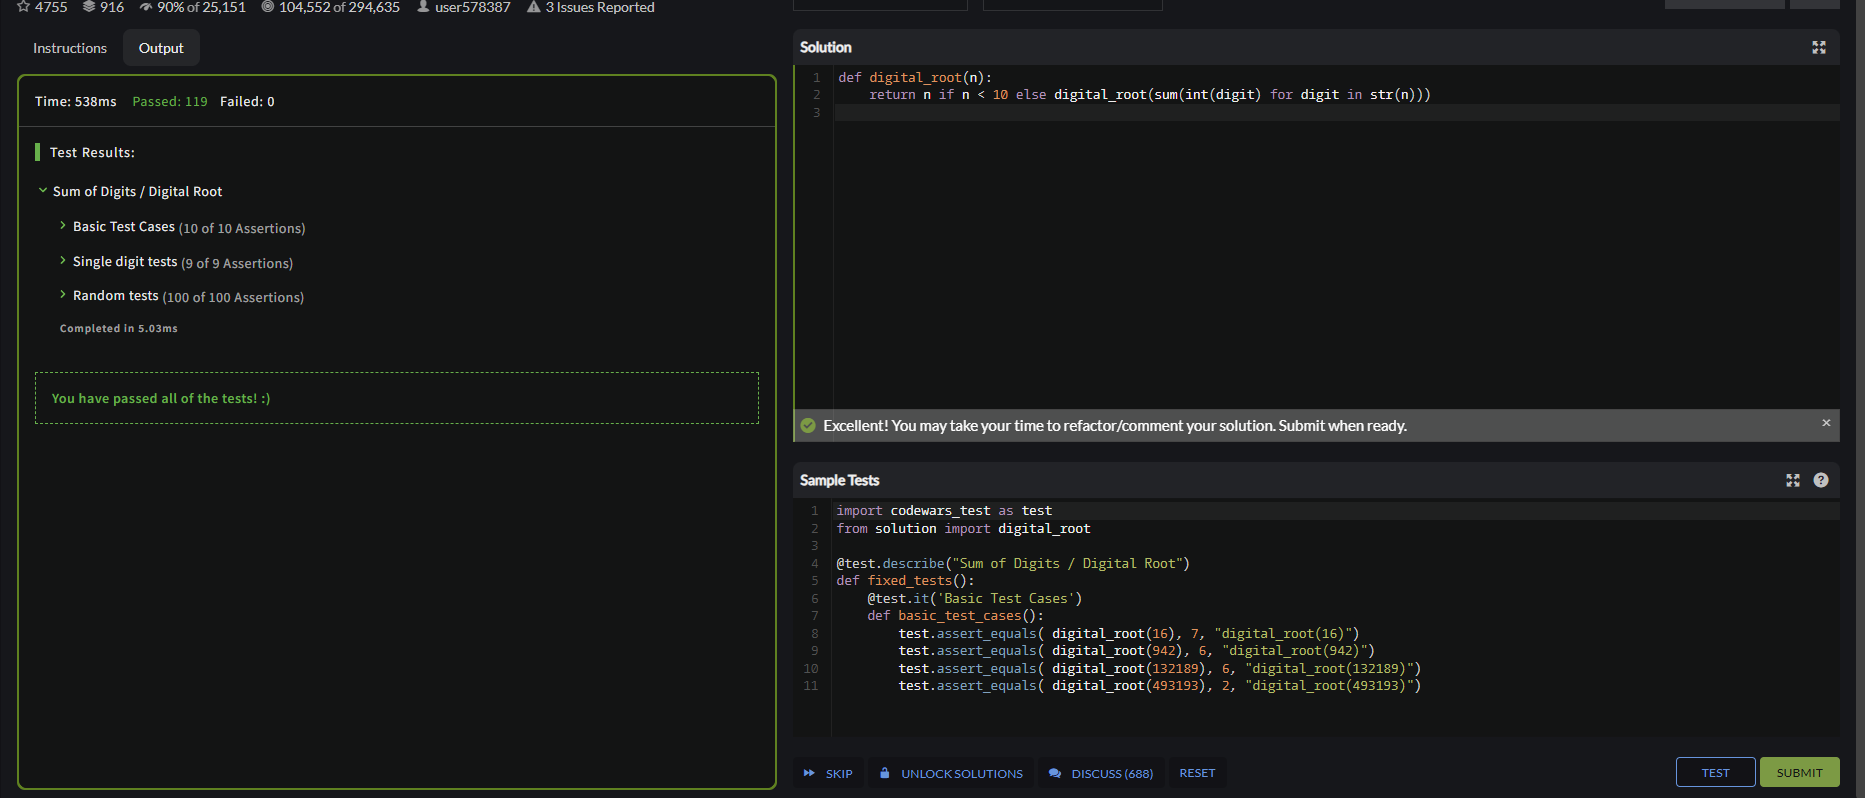 4755 916 90% of 25,151 104,552 of 294,635 user578387 3 Issues Reported
Instructions Output
Time: 538ms Passed: 119 Failed: 0
Test Results:
Sum of Digits / Digital Root
Basic Test Cases (10 of 10 Assertions)
Single digit tests (9 of 9 Assertions)
Random tests (100 of 100 Assertions)
Completed in 5.03ms
You have passed all of the tests! :)
Solution
1 def digital_root(n):
2     return n if n < 10 else digital_root(sum(int(digit) for digit in str(n)))
3
Excellent! You may take your time to refactor/comment your solution. Submit when ready. ×
Sample Tests ?
1 import codewars_test as test
2 from solution import digital_root
3
4 @test.describe("Sum of Digits / Digital Root")
5 def fixed_tests():
6     @test.it('Basic Test Cases')
7     def basic_test_cases():
8         test.assert_equals( digital_root(16), 7, "digital_root(16)")
9         test.assert_equals( digital_root(942), 6, "digital_root(942)")
10         test.assert_equals( digital_root(132189), 6, "digital_root(132189)")
11         test.assert_equals( digital_root(493193), 2, "digital_root(493193)")
SKIP UNLOCK SOLUTIONS DISCUSS (688) RESET TEST SUBMIT